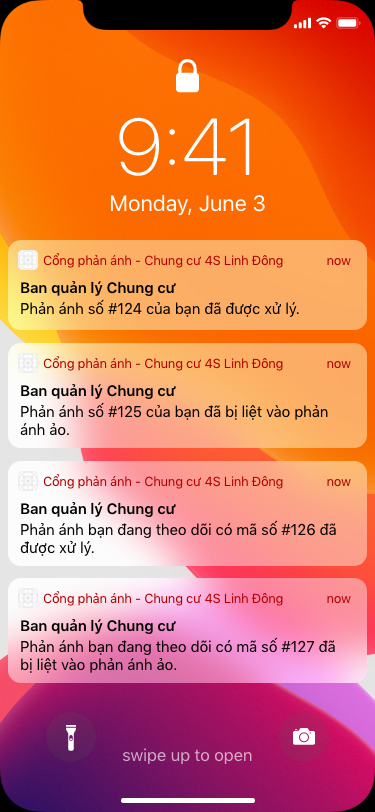 9:41
Monday, June 3
Cổng phản ánh - Chung cư 4S Linh Đông now
Ban quản lý Chung cư
Phản ánh số #124 của bạn đã được xử lý.
Cổng phản ánh - Chung cư 4S Linh Đông now
Ban quản lý Chung cư
Phản ánh số #125 của bạn đã bị liệt vào phản
ánh ảo.
Cổng phản ánh - Chung cư 4S Linh Đông now
Ban quản lý Chung cư
Phản ánh bạn đang theo dõi có mã số #126 đã
được xử lý.
Cổng phản ánh - Chung cư 4S Linh Đông now
Ban quản lý Chung cư
Phản ánh bạn đang theo dõi có mã số #127 đã
bị liệt vào phản ánh ảo.
swipe up to open